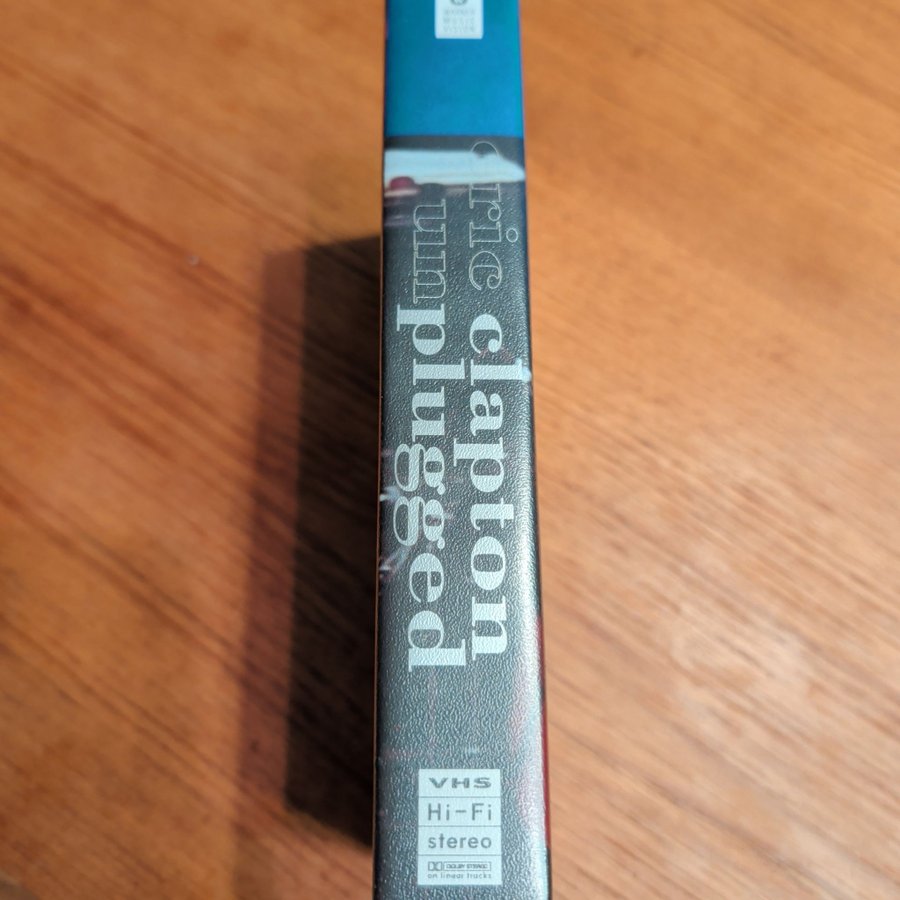 eric clapton
unplugged
VHS
Hi-Fi
stereo
DOLBY STEREO
on linear tracks